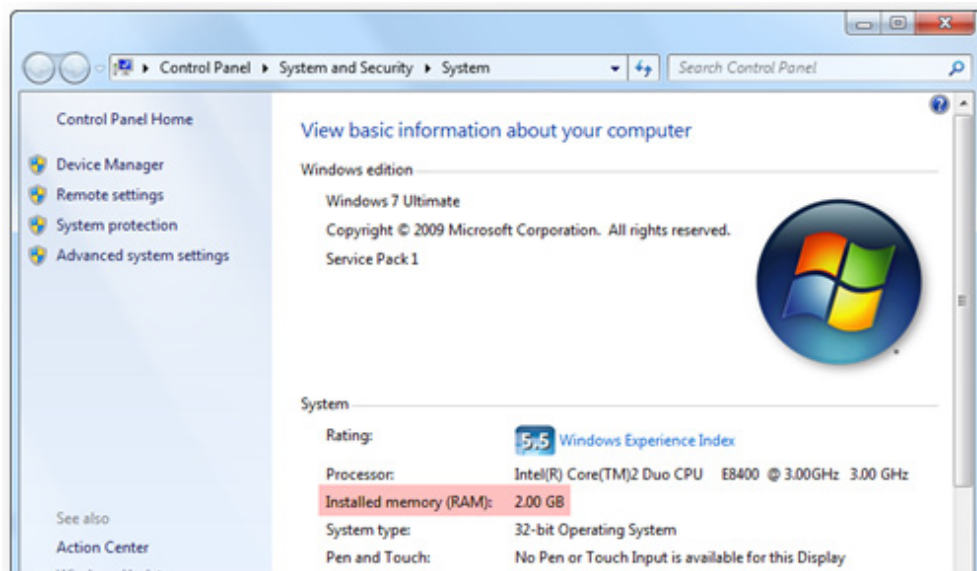 Control Panel ▸ System and Security ▸ System
Search Control Panel
Control Panel Home
Device Manager
Remote settings
System protection
Advanced system settings
See also
Action Center
View basic information about your computer
Windows edition
Windows 7 Ultimate
Copyright © 2009 Microsoft Corporation. All rights reserved.
Service Pack 1
System
Rating: 5,5 Windows Experience Index
Processor: Intel(R) Core(TM)2 Duo CPU E8400 @ 3.00GHz 3.00 GHz
Installed memory (RAM): 2.00 GB
System type: 32-bit Operating System
Pen and Touch: No Pen or Touch Input is available for this Display